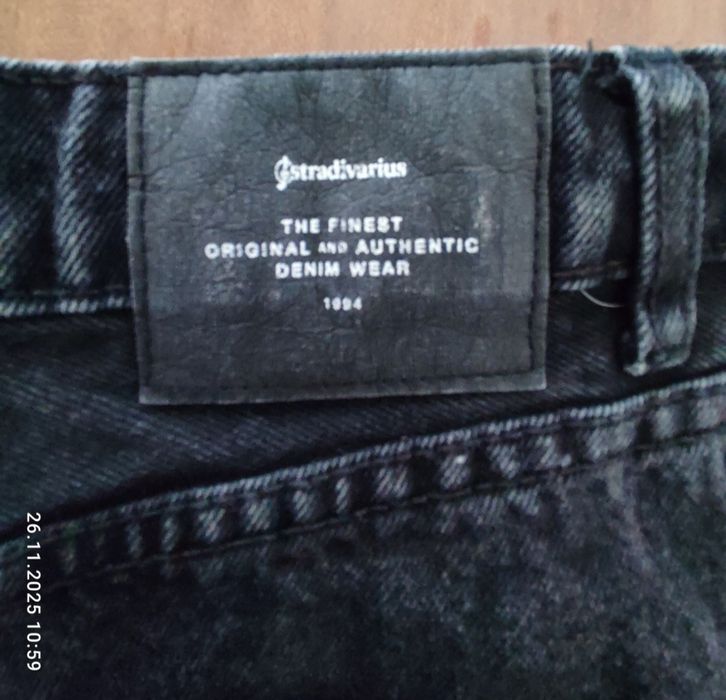 stradivarius
THE FINEST
ORIGINAL AND AUTHENTIC
DENIM WEAR
1994
26.11.2025 10:59